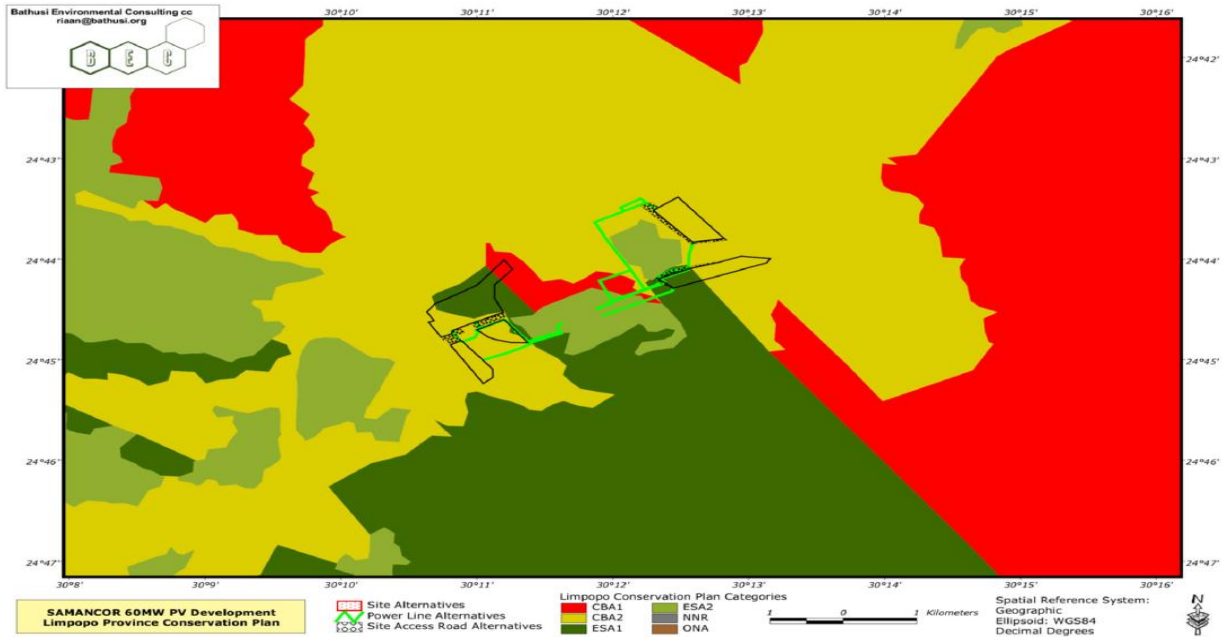 Bathusi Environmental Consulting cc
riaan@bathusi.org
B E C
30°10' 30°11' 30°12' 30°13' 30°14' 30°15' 30°16'
24°42'
24°43' 24°43'
24°44' 24°44'
24°45' 24°45'
24°46' 24°46'
24°47' 24°47'
30°8' 30°9' 30°10' 30°11' 30°12' 30°13' 30°14' 30°15' 30°16'
SAMANCOR 60MW PV Development
Limpopo Province Conservation Plan
Site Alternatives
Power Line Alternatives
Site Access Road Alternatives
Limpopo Conservation Plan Categories
CBA1 ESA2
CBA2 NNR
ESA1 ONA
1 0 1 Kilometers
Spatial Reference System:
Geographic
Ellipsoid: WGS84
Decimal Degrees
N